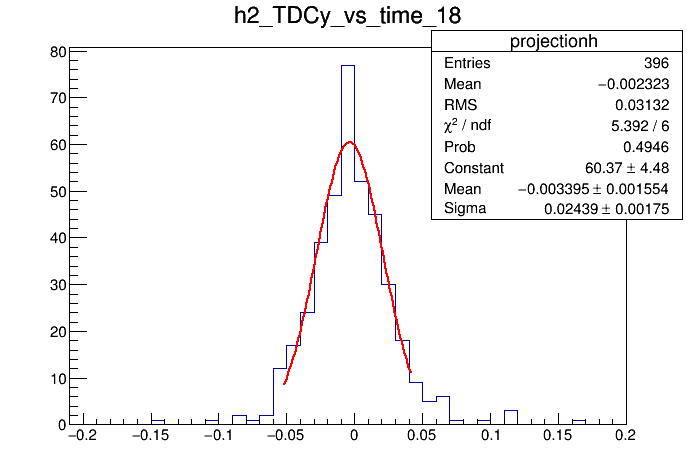 h2_TDCy_vs_time_18
projectionh
Entries 396
Mean −0.002323
RMS 0.03132
χ² / ndf 5.392 / 6
Prob 0.4946
Constant 60.37 ± 4.48
Mean −0.003395 ± 0.001554
Sigma 0.02439 ± 0.00175
80
70
60
50
40
30
20
10
0
−0.2 −0.15 −0.1 −0.05 0 0.05 0.1 0.15 0.2